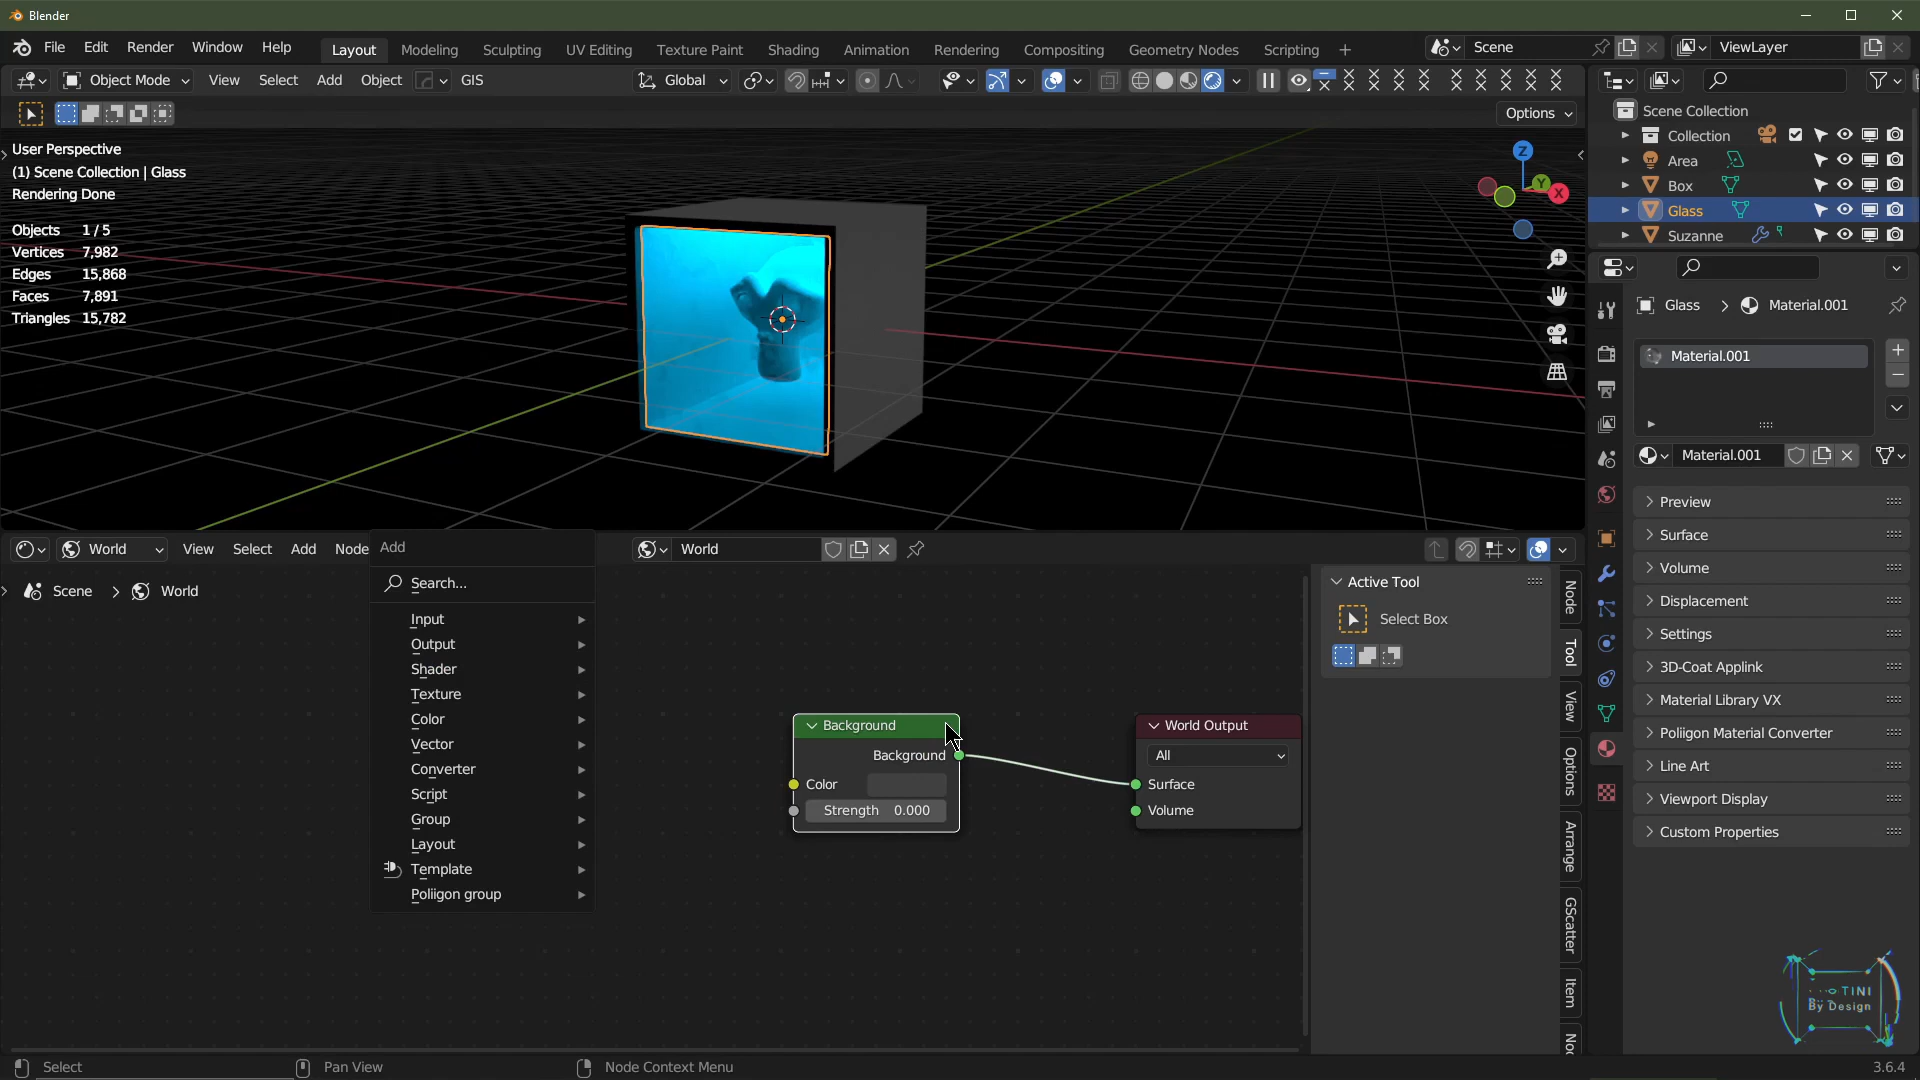 Blender
File Edit Render Window Help
Layout Modeling Sculpting UV Editing Texture Paint Shading Animation Rendering Compositing Geometry Nodes Scripting +
Scene
ViewLayer
Object Mode View Select Add Object GIS
Global
Options
User Perspective
(1) Scene Collection | Glass
Rendering Done
Objects 1 / 5
Vertices 7,982
Edges 15,868
Faces 7,891
Triangles 15,782
Z
Y
X
Scene Collection
Collection
Area
Box
Glass
Suzanne
Glass > Material.001
Material.001
Material.001
Preview
Surface
Volume
Displacement
Settings
3D-Coat Applink
Material Library VX
Poliigon Material Converter
Line Art
Viewport Display
Custom Properties
World View Select Add Node
World
Scene > World
Add
Search...
Input
Output
Shader
Texture
Color
Vector
Converter
Script
Group
Layout
Template
Poliigon group
Background
Background
Color
Strength 0.000
World Output
All
Surface
Volume
Active Tool
Select Box
Node
Tool
View
Options
Arrange
GScatter
Item
TINI
By Design
Select
Pan View
Node Context Menu
3.6.4